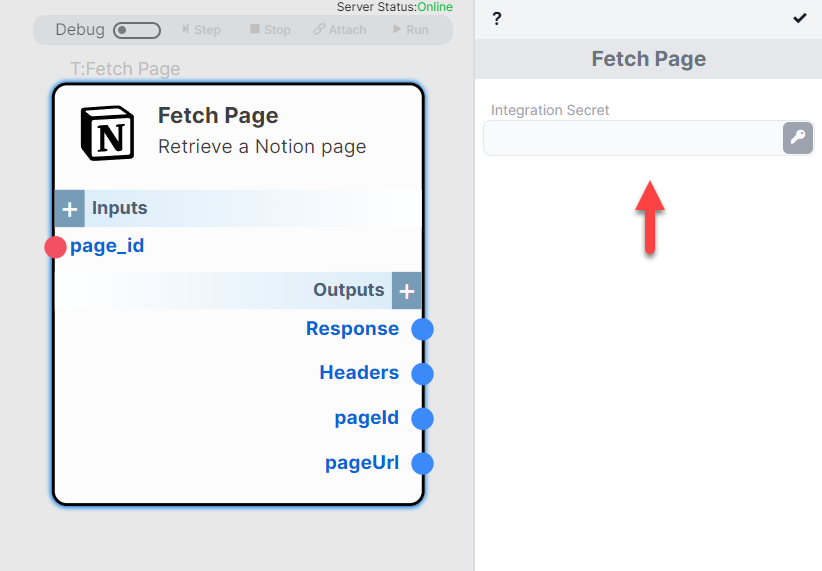 Server Status:Online
Debug Step Stop Attach Run
T:Fetch Page
N
Fetch Page
Retrieve a Notion page
+ Inputs
page_id
Outputs +
Response
Headers
pageId
pageUrl
?
Fetch Page
Integration Secret